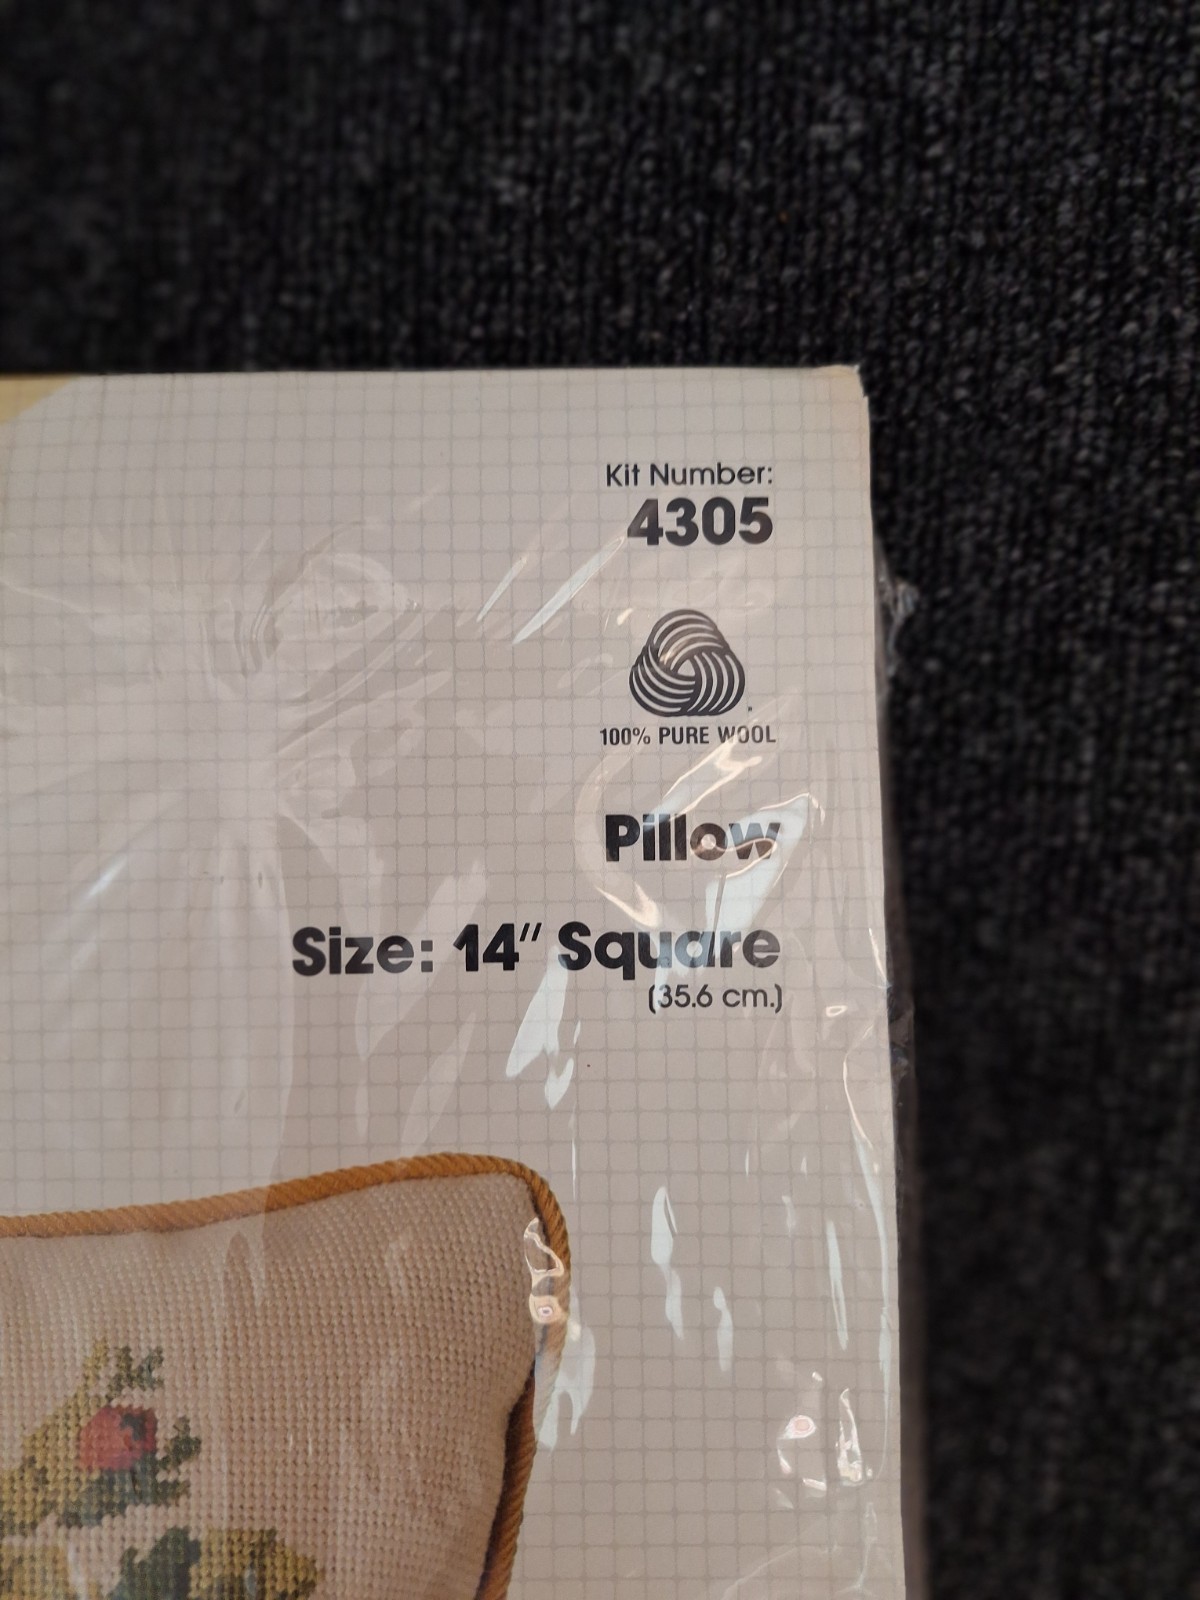 Kit Number:
4305
100% PURE WOOL
Pillow
Size: 14" Square
(35.6 cm.)